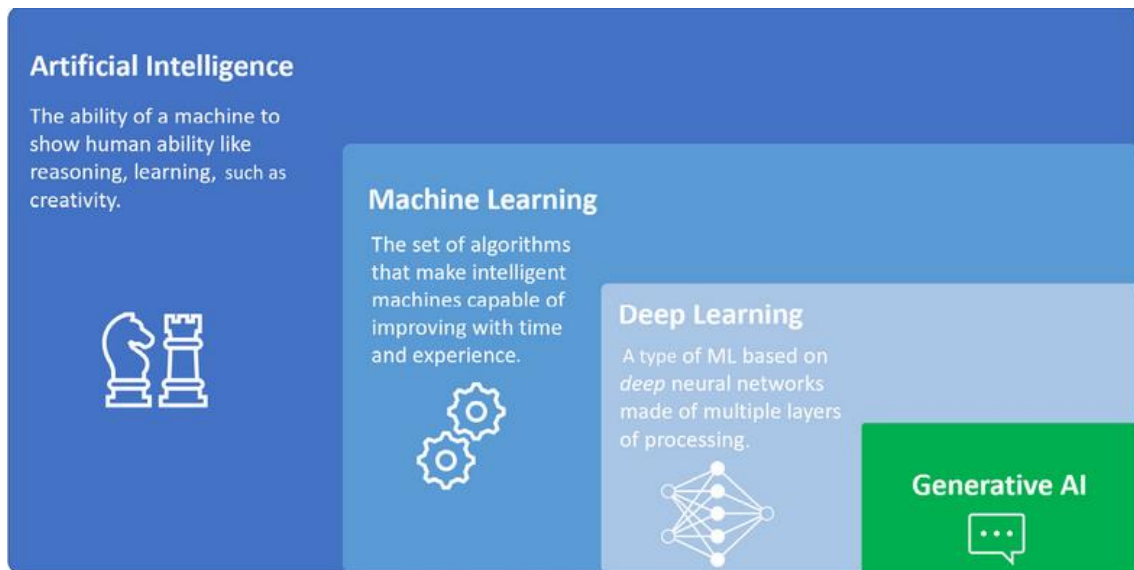 Artificial Intelligence
The ability of a machine to
show human ability like
reasoning, learning, such as
creativity.
Machine Learning
The set of algorithms
that make intelligent
machines capable of
improving with time
and experience.
Deep Learning
A type of ML based on
deep neural networks
made of multiple layers
of processing.
Generative AI